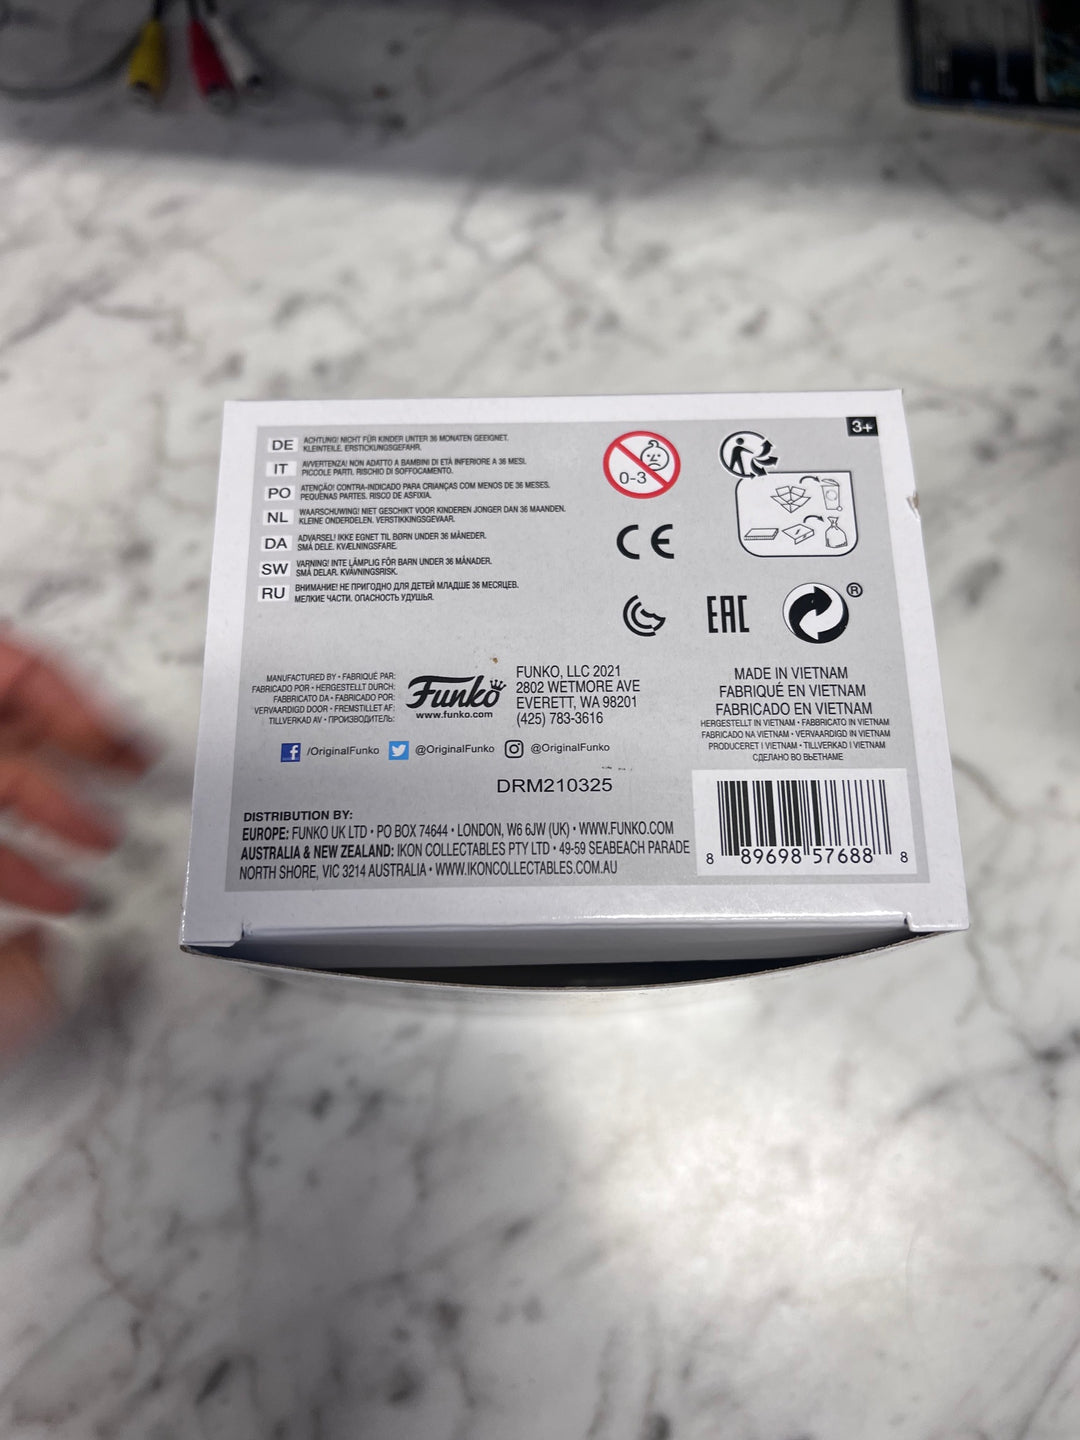 3+
DE ACHTUNG! NICHT FÜR KINDER UNTER 36 MONATEN GEEIGNET.
KLEINTEILE. ERSTICKUNGSGEFAHR.
IT AVVERTENZA! NON ADATTO A BAMBINI DI ETÀ INFERIORE A 36 MESI.
PICCOLE PARTI. RISCHIO DI SOFFOCAMENTO.
PO ATENÇÃO! CONTRA-INDICADO PARA CRIANÇAS COM MENOS DE 36 MESES.
PEQUENAS PARTES. RISCO DE ASFIXIA.
NL WAARSCHUWING! NIET GESCHIKT VOOR KINDEREN JONGER DAN 36 MAANDEN.
KLEINE ONDERDELEN. VERSTIKKINGSGEVAAR.
DA ADVARSEL! IKKE EGNET TIL BØRN UNDER 36 MÅNEDER.
SMÅ DELE. KVÆLNINGSFARE.
SW VARNING! INTE LÄMPLIG FÖR BARN UNDER 36 MÅNADER.
SMÅ DELAR. KVÄVNINGSRISK.
RU ВНИМАНИЕ! НЕ ПРИГОДНО ДЛЯ ДЕТЕЙ МЛАДШЕ 36 МЕСЯЦЕВ.
МЕЛКИЕ ЧАСТИ. ОПАСНОСТЬ УДУШЬЯ.
0-3
CE
EAC
®
MANUFACTURED BY • FABRIQUÉ PAR:
FABRICADO POR • HERGESTELLT DURCH:
FABBRICATO DA • FABRICADO POR:
VERVAARDIGD DOOR • FREMSTILLET AF:
TILLVERKAD AV • ПРОИЗВОДИТЕЛЬ:
Funko
www.funko.com
FUNKO, LLC 2021
2802 WETMORE AVE
EVERETT, WA 98201
(425) 783-3616
/OriginalFunko @OriginalFunko @OriginalFunko
DRM210325
MADE IN VIETNAM
FABRIQUÉ EN VIETNAM
FABRICADO EN VIETNAM
HERGESTELLT IN VIETNAM • FABBRICATO IN VIETNAM
FABRICADO NA VIETNAM • VERVAARDIGD IN VIETNAM
PRODUCERET I VIETNAM • TILLVERKAD I VIETNAM
СДЕЛАНО ВО ВЬЕТНАМЕ
DISTRIBUTION BY:
EUROPE: FUNKO UK LTD • PO BOX 74644 • LONDON, W6 6JW (UK) • WWW.FUNKO.COM
AUSTRALIA & NEW ZEALAND: IKON COLLECTABLES PTY LTD • 49-59 SEABEACH PARADE
NORTH SHORE, VIC 3214 AUSTRALIA • WWW.IKONCOLLECTABLES.COM.AU
8 89698 57688 8